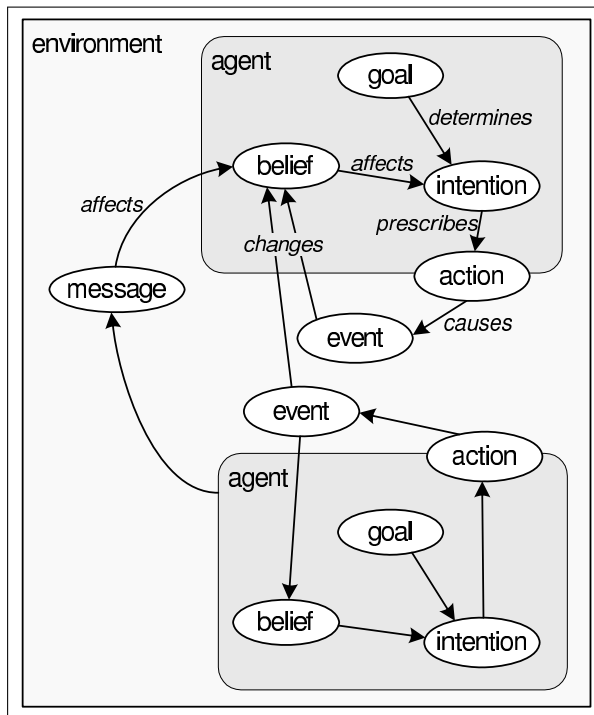 environment
agent
goal
determines
belief
affects
intention
affects
prescribes
changes
message
action
event
causes
event
action
agent
goal
belief
intention